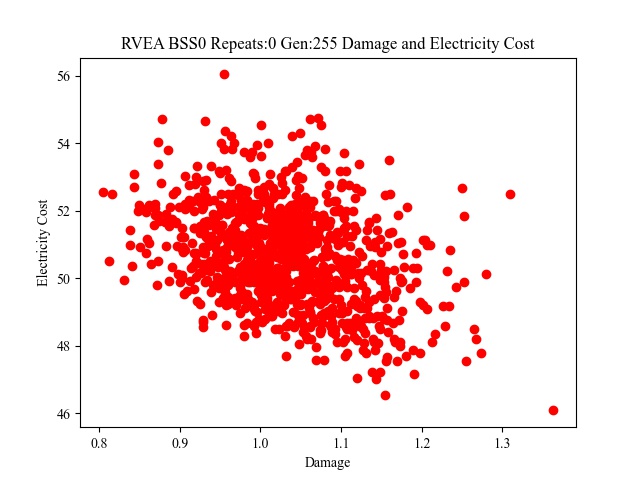 RVEA BSS0 Repeats:0 Gen:255 Damage and Electricity Cost
56
54
52
50
48
46
Electricity Cost
0.8 0.9 1.0 1.1 1.2 1.3
Damage